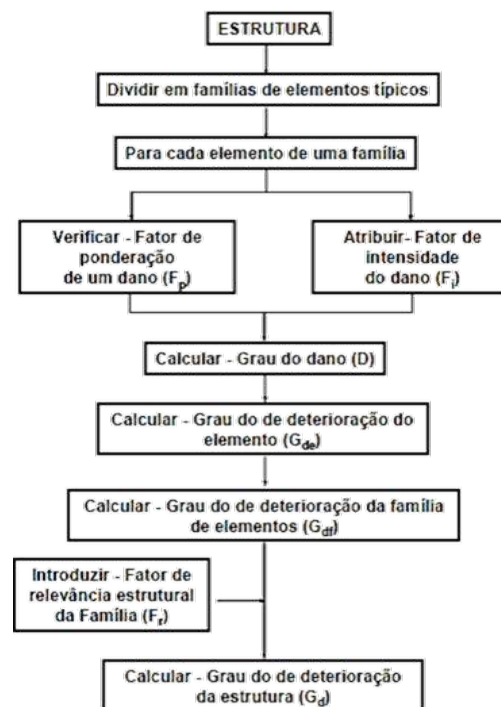 ESTRUTURA
Dividir em famílias de elementos típicos
Para cada elemento de uma família
Verificar - Fator de
ponderação
de um dano (Fp)
Atribuir- Fator de
intensidade
do dano (Fi)
Calcular - Grau do dano (D)
Calcular - Grau do de deterioração do
elemento (Gde)
Calcular - Grau do de deterioração da família
de elementos (Gdf)
Introduzir - Fator de
relevância estrutural
da Família (Fr)
Calcular - Grau do de deterioração
da estrutura (Gd)